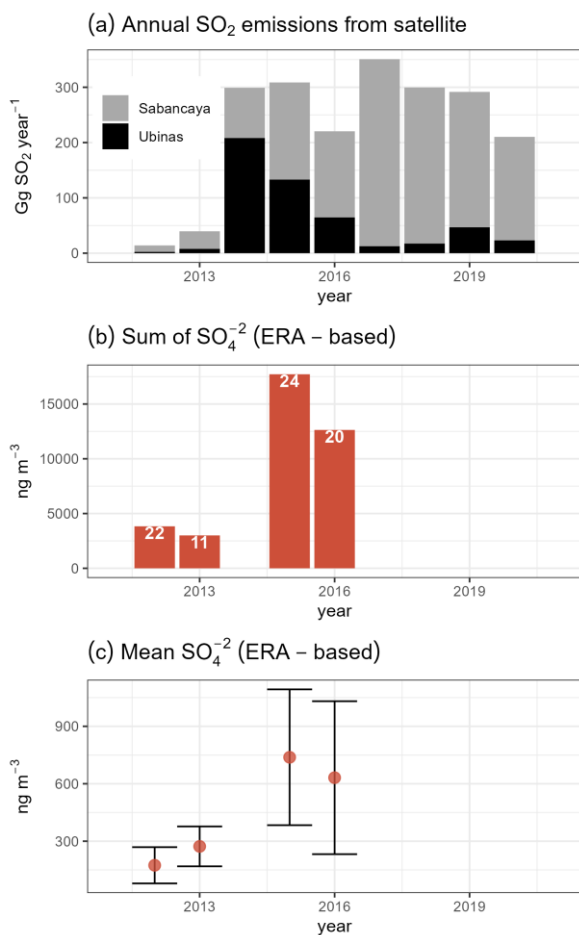 (a) Annual SO₂ emissions from satellite
Gg SO₂ year⁻¹
300
200
100
0
Sabancaya
Ubinas
2013 2016 2019
year
(b) Sum of SO₄⁻² (ERA – based)
ng m⁻³
15000
10000
5000
0
22 11 24 20
2013 2016 2019
year
(c) Mean SO₄⁻² (ERA – based)
ng m⁻³
900
600
300
2013 2016 2019
year